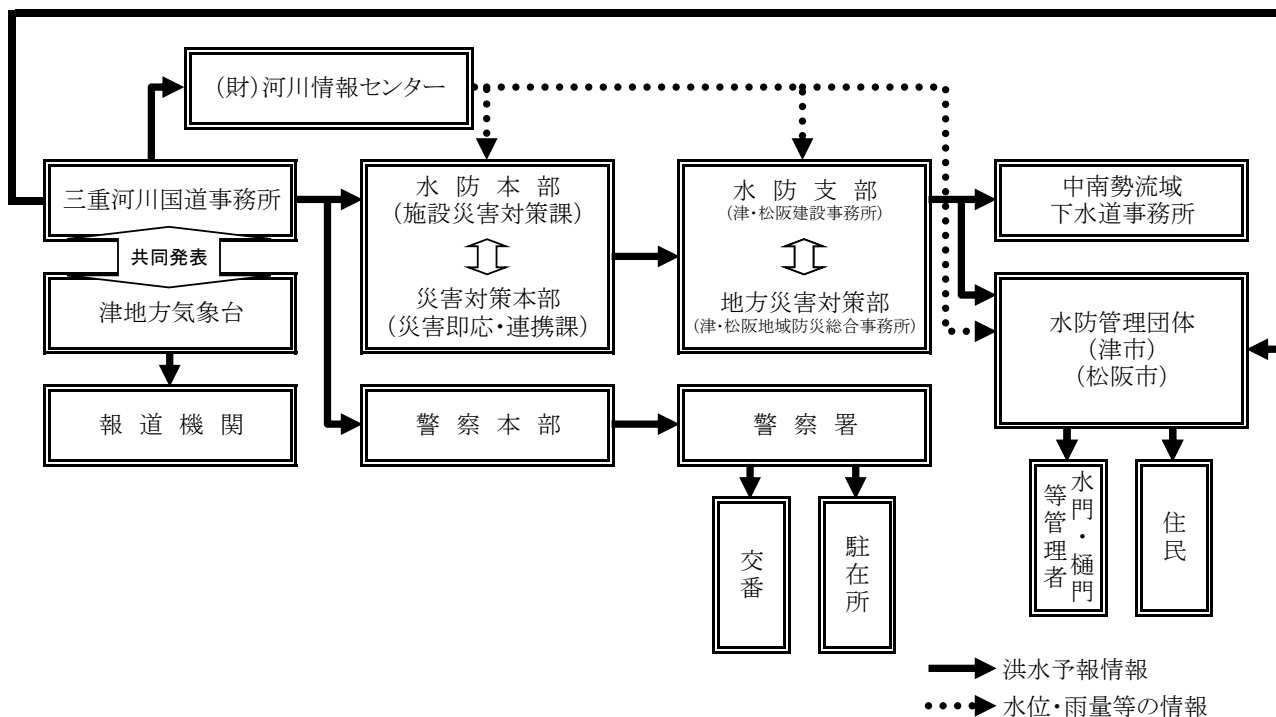 (財)河川情報センター
三重河川国道事務所
共同発表
津地方気象台
報道機関
水防本部
(施設災害対策課)
災害対策本部
(災害即応・連携課)
警察本部
水防支部
(津・松阪建設事務所)
地方災害対策部
(津・松阪地域防災総合事務所)
警察署
交番
駐在所
中南勢流域
下水道事務所
水防管理団体
(津市)
(松阪市)
水門・樋門
等管理者
住民
洪水予報情報
水位・雨量等の情報